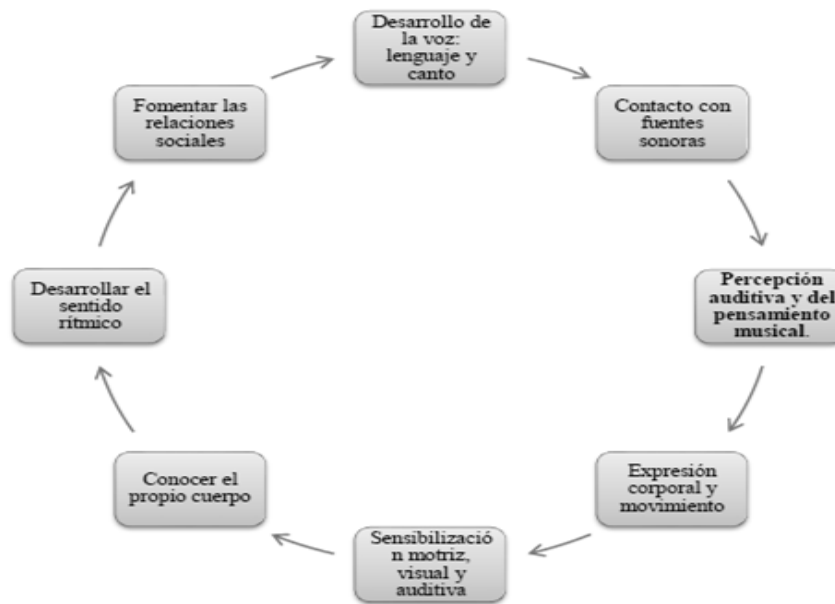 Desarrollo de
la voz:
lenguaje y
canto
Contacto con
fuentes
sonoras
Percepción
auditiva y del
pensamiento
musical.
Expresión
corporal y
movimiento
Sensibilizació
n motriz,
visual y
auditiva
Conocer el
propio cuerpo
Desarrollar el
sentido
rítmico
Fomentar las
relaciones
sociales